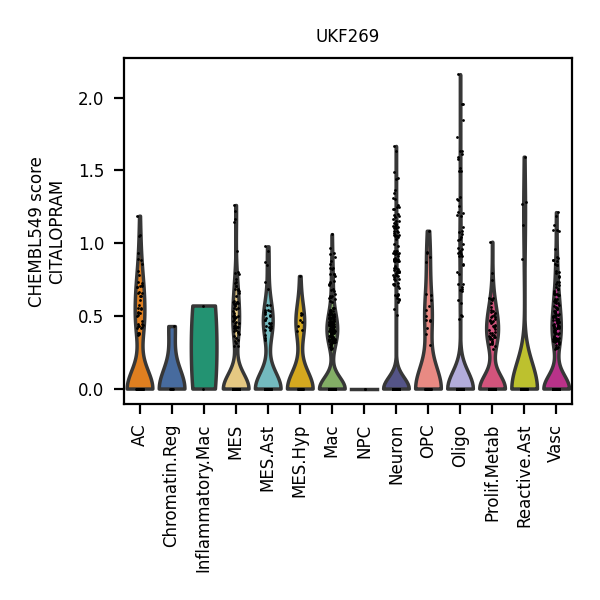 UKF269
CHEMBL549 score
CITALOPRAM
2.0
1.5
1.0
0.5
0.0
AC
Chromatin.Reg
Inflammatory.Mac
MES
MES.Ast
MES.Hyp
Mac
NPC
Neuron
OPC
Oligo
Prolif.Metab
Reactive.Ast
Vasc